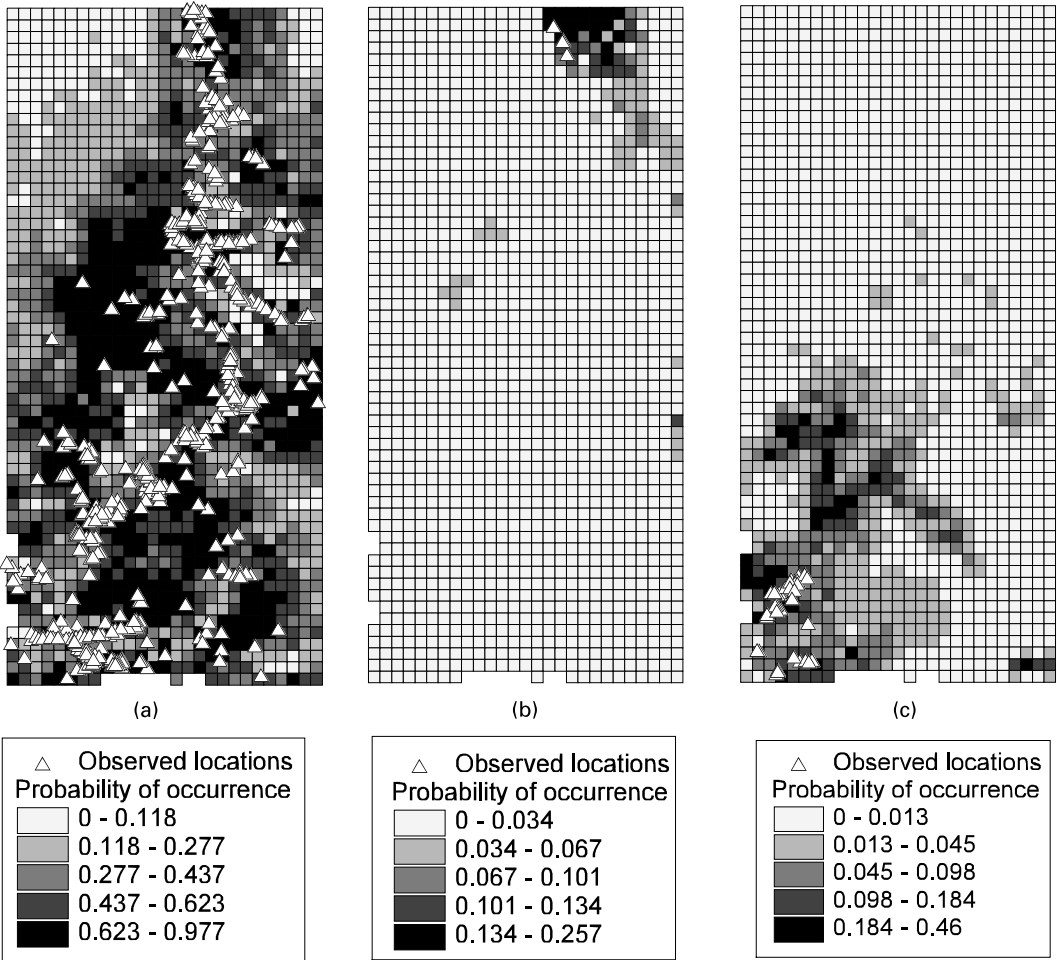 (a)
(b)
(c)
Observed locations
Probability of occurrence
0 - 0.118
0.118 - 0.277
0.277 - 0.437
0.437 - 0.623
0.623 - 0.977
Observed locations
Probability of occurrence
0 - 0.034
0.034 - 0.067
0.067 - 0.101
0.101 - 0.134
0.134 - 0.257
Observed locations
Probability of occurrence
0 - 0.013
0.013 - 0.045
0.045 - 0.098
0.098 - 0.184
0.184 - 0.46